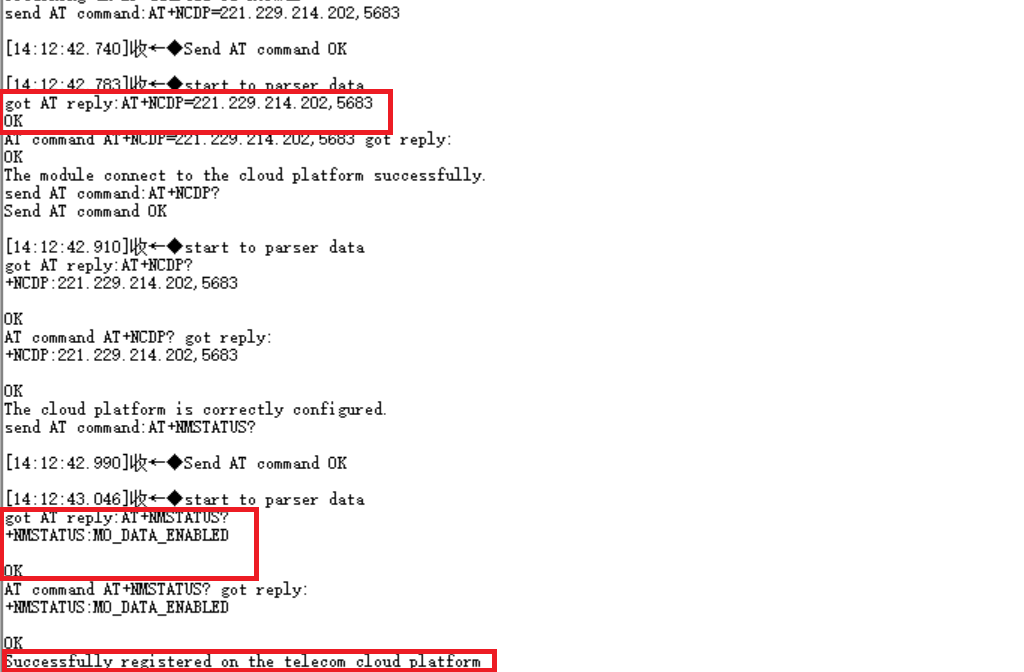 send AT command:AT+NCDP=221.229.214.202,5683
[14:12:42.740]收←◆Send AT command OK
[14:12:42.783]收←◆start to parser data
got AT reply:AT+NCDP=221.229.214.202,5683
OK
AT command AT+NCDP=221.229.214.202,5683 got reply:
OK
The module connect to the cloud platform successfully.
send AT command:AT+NCDP?
Send AT command OK
[14:12:42.910]收←◆start to parser data
got AT reply:AT+NCDP?
+NCDP:221.229.214.202,5683
OK
AT command AT+NCDP? got reply:
+NCDP:221.229.214.202,5683
OK
The cloud platform is correctly configured.
send AT command:AT+NMSTATUS?
[14:12:42.990]收←◆Send AT command OK
[14:12:43.046]收←◆start to parser data
got AT reply:AT+NMSTATUS?
+NMSTATUS:MO_DATA_ENABLED
OK
AT command AT+NMSTATUS? got reply:
+NMSTATUS:MO_DATA_ENABLED
OK
Successfully registered on the telecom cloud platform